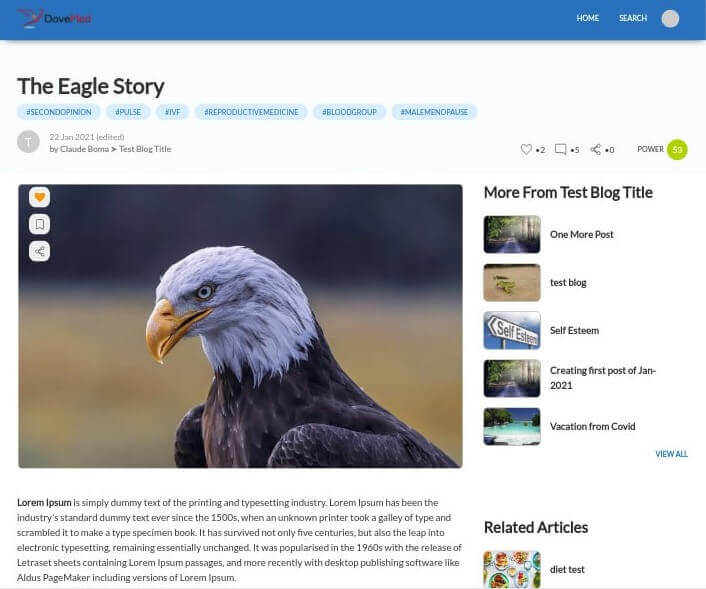 DoveMed
HOME
SEARCH
The Eagle Story
#SECONDOPINION
#PULSE
#IVF
#REPRODUCTIVEMEDICINE
#BLOODGROUP
#MALEMENOPAUSE
T
22 Jan 2021 (edited)
by Claude Boma ➤ Test Blog Title
•2
•5
•0
POWER
53
Lorem Ipsum is simply dummy text of the printing and typesetting industry. Lorem Ipsum has been the
industry's standard dummy text ever since the 1500s, when an unknown printer took a galley of type and
scrambled it to make a type specimen book. It has survived not only five centuries, but also the leap into
electronic typesetting, remaining essentially unchanged. It was popularised in the 1960s with the release of
Letraset sheets containing Lorem Ipsum passages, and more recently with desktop publishing software like
Aldus PageMaker including versions of Lorem Ipsum.
More From Test Blog Title
One More Post
test blog
Self Esteem
Self Esteem
Creating first post of Jan-
2021
Vacation from Covid
VIEW ALL
Related Articles
diet test